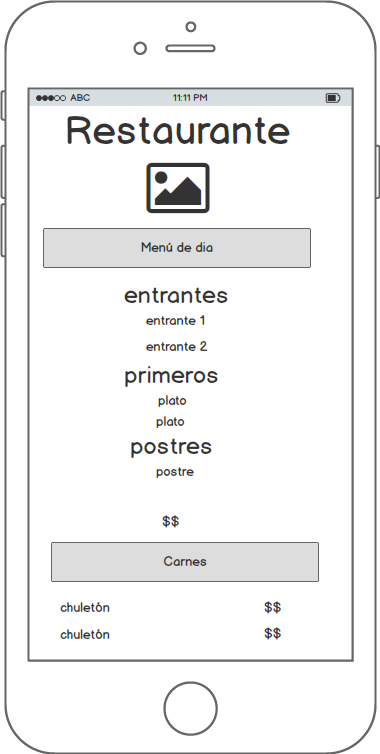 ABC 11:11 PM
Restaurante
Menú de dia
entrantes
entrante 1
entrante 2
primeros
plato
plato
postres
postre
$$
Carnes
chuletón $$
chuletón $$